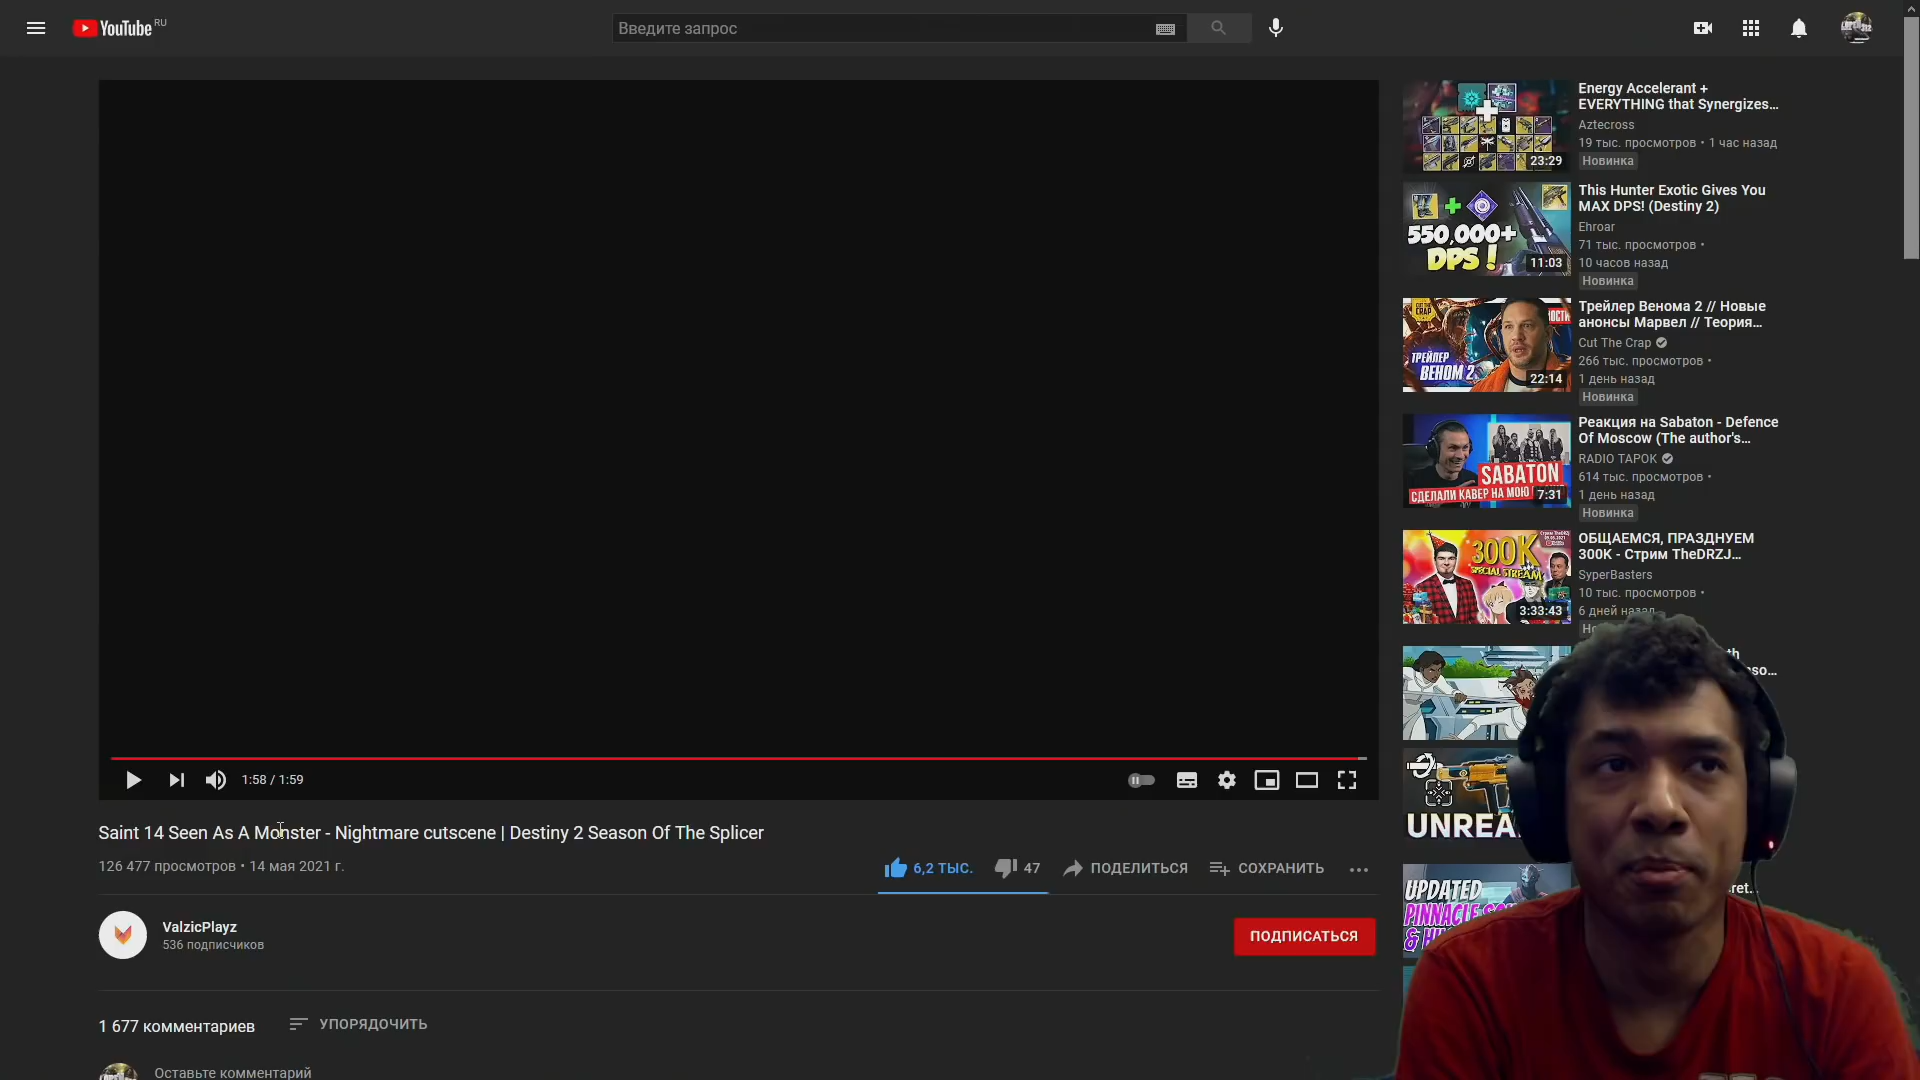 YouTube RU
Введите запрос
1:58 / 1:59
Saint 14 Seen As A Monster - Nightmare cutscene | Destiny 2 Season Of The Splicer
126 477 просмотров • 14 мая 2021 г.
6,2 ТЫС.
47
ПОДЕЛИТЬСЯ
СОХРАНИТЬ
ValzicPlayz
536 подписчиков
ПОДПИСАТЬСЯ
1 677 комментариев
УПОРЯДОЧИТЬ
Оставьте комментарий
23:29
Energy Accelerant +
EVERYTHING that Synergizes...
Aztecross
19 тыс. просмотров • 1 час назад
Новинка
550,000+
DPS !
11:03
This Hunter Exotic Gives You
MAX DPS! (Destiny 2)
Ehroar
71 тыс. просмотров •
10 часов назад
Новинка
CUT THE
CRAP
ТРЕЙЛЕР
ВЕНОМ 2
22:14
Трейлер Венома 2 // Новые
анонсы Марвел // Теория...
Cut The Crap
266 тыс. просмотров •
1 день назад
Новинка
SABATON
СДЕЛАЛИ КАВЕР НА МОЮ
7:31
Реакция на Sabaton - Defence
Of Moscow (The author's...
RADIO TAPOK
614 тыс. просмотров •
1 день назад
Новинка
300K
SPECIAL STREAM
3:33:43
ОБЩАЕМСЯ, ПРАЗДНУЕМ
300K - Стрим TheDRZJ...
SyperBasters
10 тыс. просмотров •
6 дней назад
UPDATED
PINNACLE